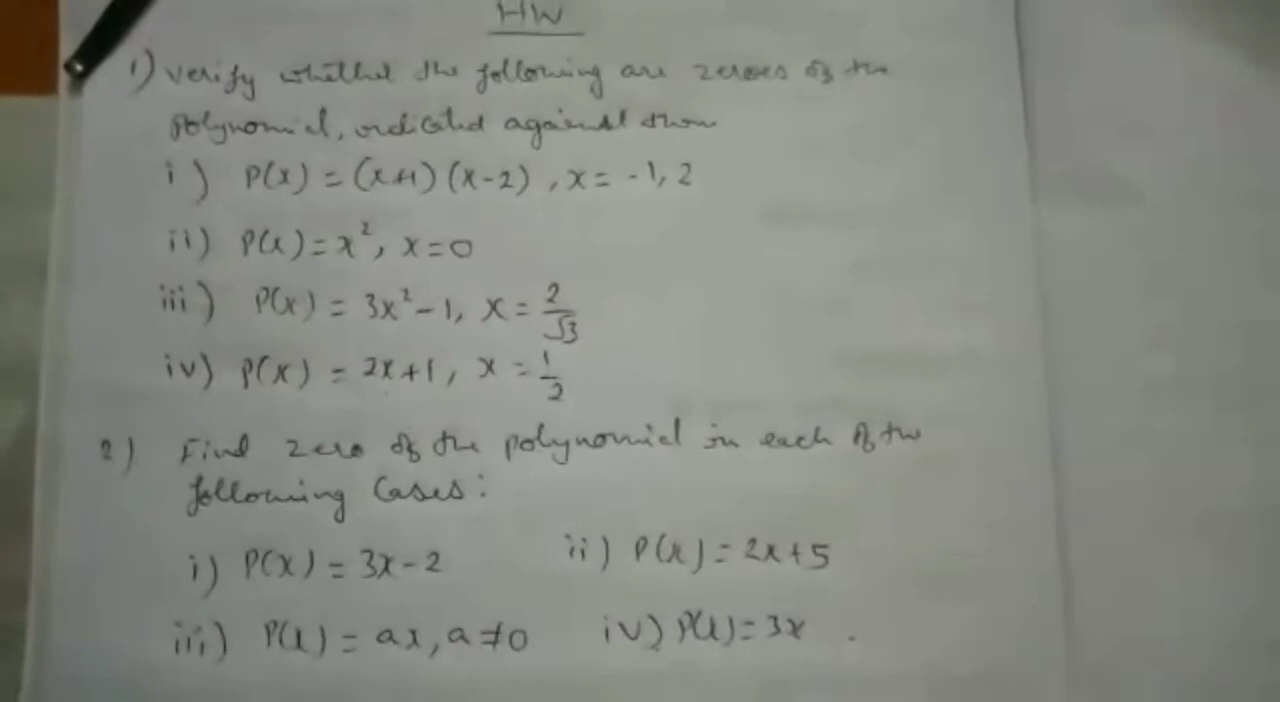 HW
1) Verify whether the following are zeroes of the
polynomial, indicated against them
i) P(x) = (x+1) (x-2) , x = -1, 2
ii) P(x) = x², x=0
iii) P(x) = 3x²-1, x = 2/√3
iv) P(x) = 2x+1, x = 1/2
2) Find zero of the polynomial in each of the
following Cases:
i) P(x) = 3x-2 ii) P(x) = 2x+5
iii) P(x) = ax, a≠0 iv) P(x) = 3x .